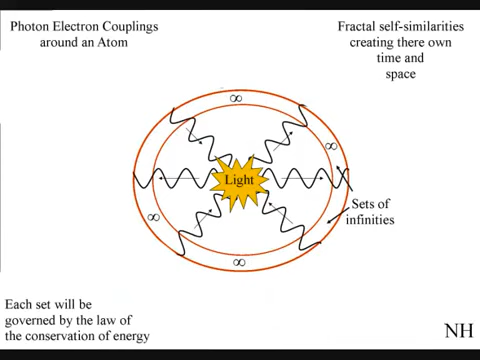 Photon Electron Couplings
around an Atom
Fractal self-similarities
creating there own
time and
space
∞
∞
Light
Sets of
infinities
∞
∞
Each set will be
governed by the law of
the conservation of energy
NH